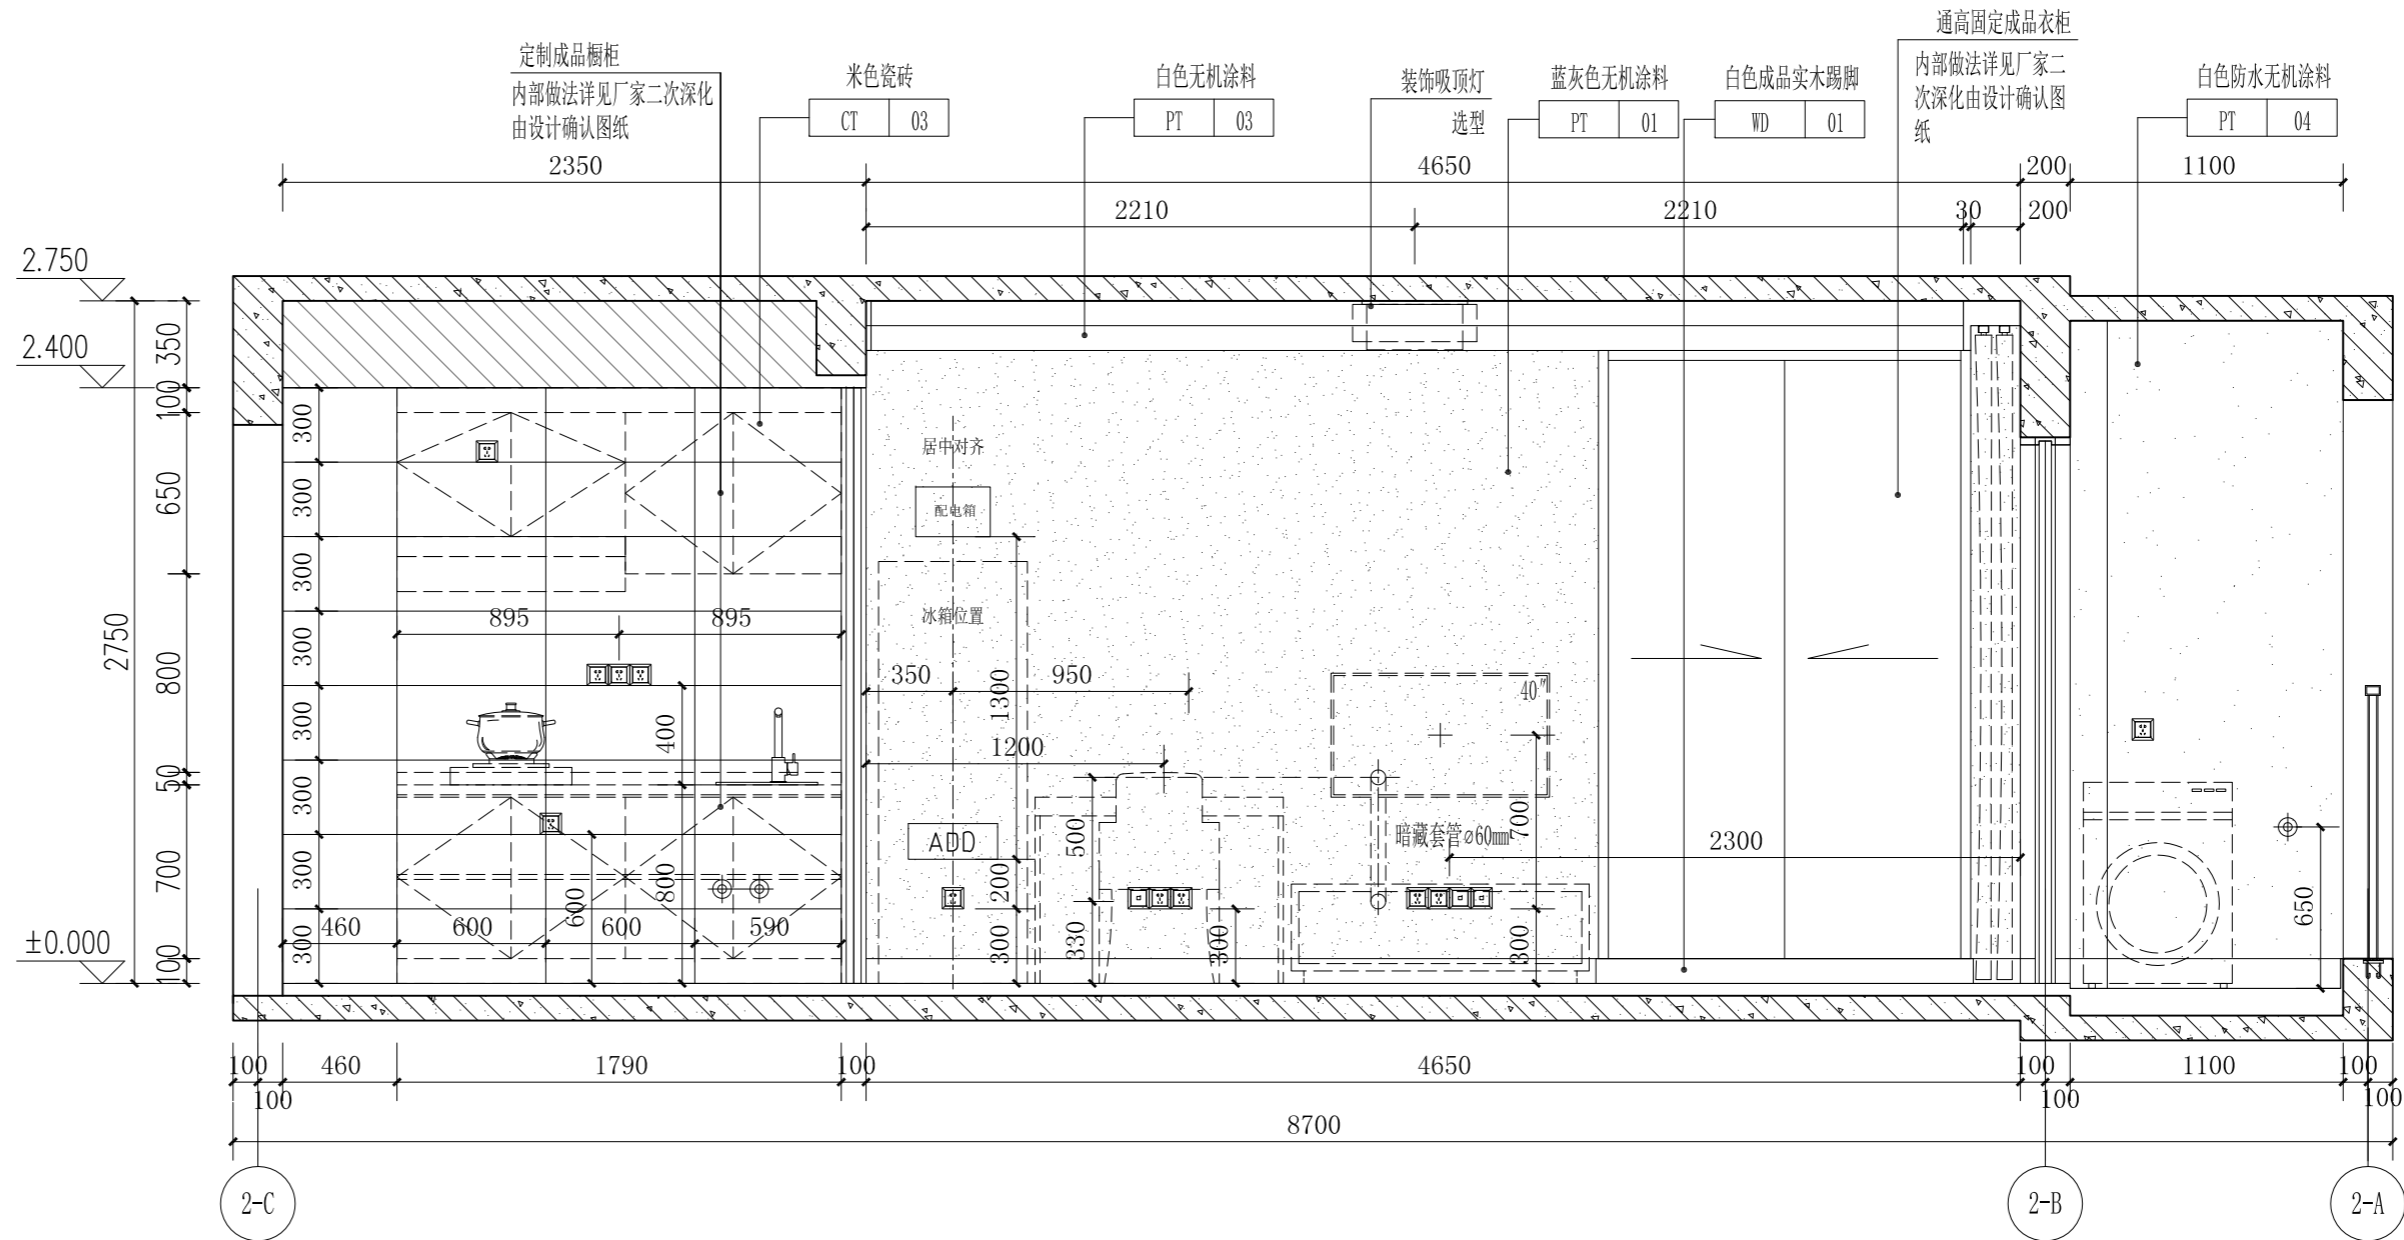 定制成品橱柜
内部做法详见厂家二次深化
由设计确认图纸
米色瓷砖
CT 03
白色无机涂料
PT 03
装饰吸顶灯
选型
蓝灰色无机涂料
PT 01
白色成品实木踢脚
WD 01
通高固定成品衣柜
内部做法详见厂家二
次深化由设计确认图
纸
白色防水无机涂料
PT 04
2350 4650 200 1100
2210 2210 30 200
2.750
2.400
±0.000
2750
350
100
650
800
50
700
100
300
300
300
300
300
300
300
300
895 895
400
800
600
460 600 600 590
居中对齐
配电箱
冰箱位置
350 950
1300
1200
ADD
200
300
500
330
300
40"
暗藏套管⌀60mm
700
300
2300
650
100 460 1790 100 4650 100 1100 100
100 100 100
8700
2-C 2-B 2-A